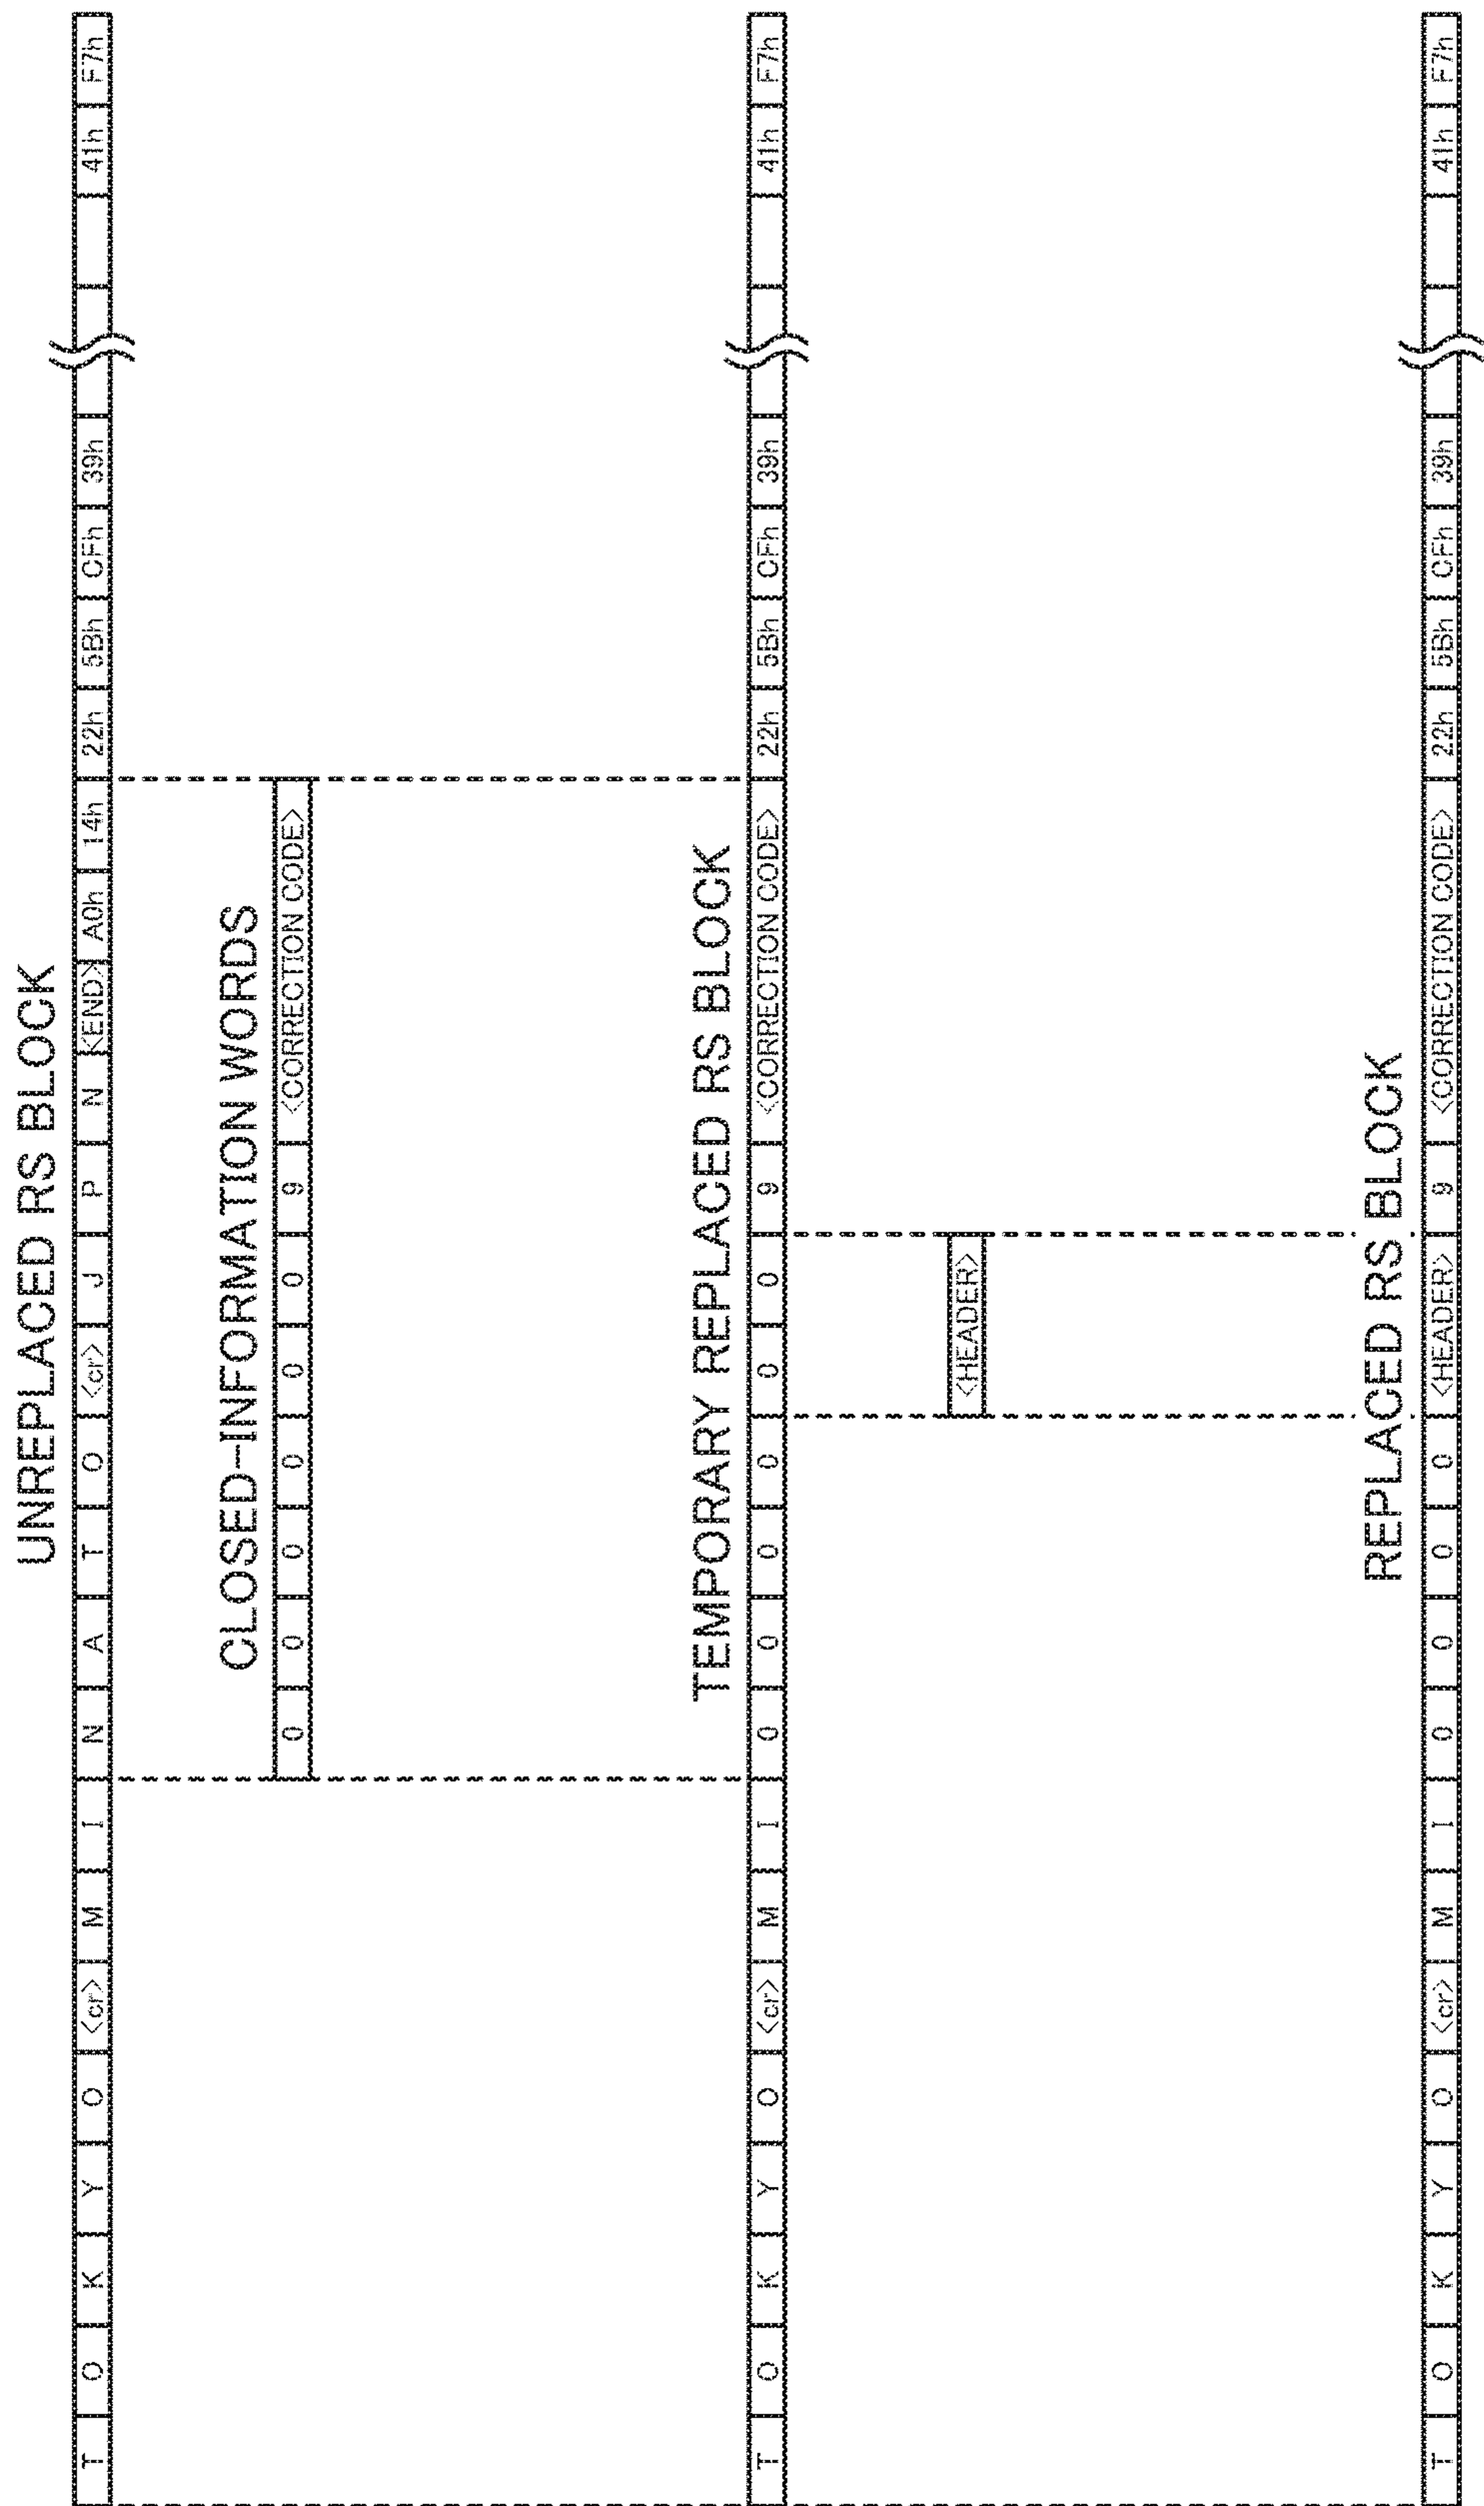 UNREPLACED RS BLOCK
T O K Y O <cr> M I N A T O <cr> J P N <END> A0h 14h 22h 5Bh CFh 39h 41h F7h
CLOSED-INFORMATION WORDS
0 0 0 0 0 0 9 <CORRECTION CODE>
TEMPORARY REPLACED RS BLOCK
T O K Y O <cr> M I 0 0 0 0 0 0 9 <CORRECTION CODE> 22h 5Bh CFh 39h 41h F7h
<HEADER>
REPLACED RS BLOCK
T O K Y O <cr> M I 0 0 0 0 <HEADER> 9 <CORRECTION CODE> 22h 5Bh CFh 39h 41h F7h